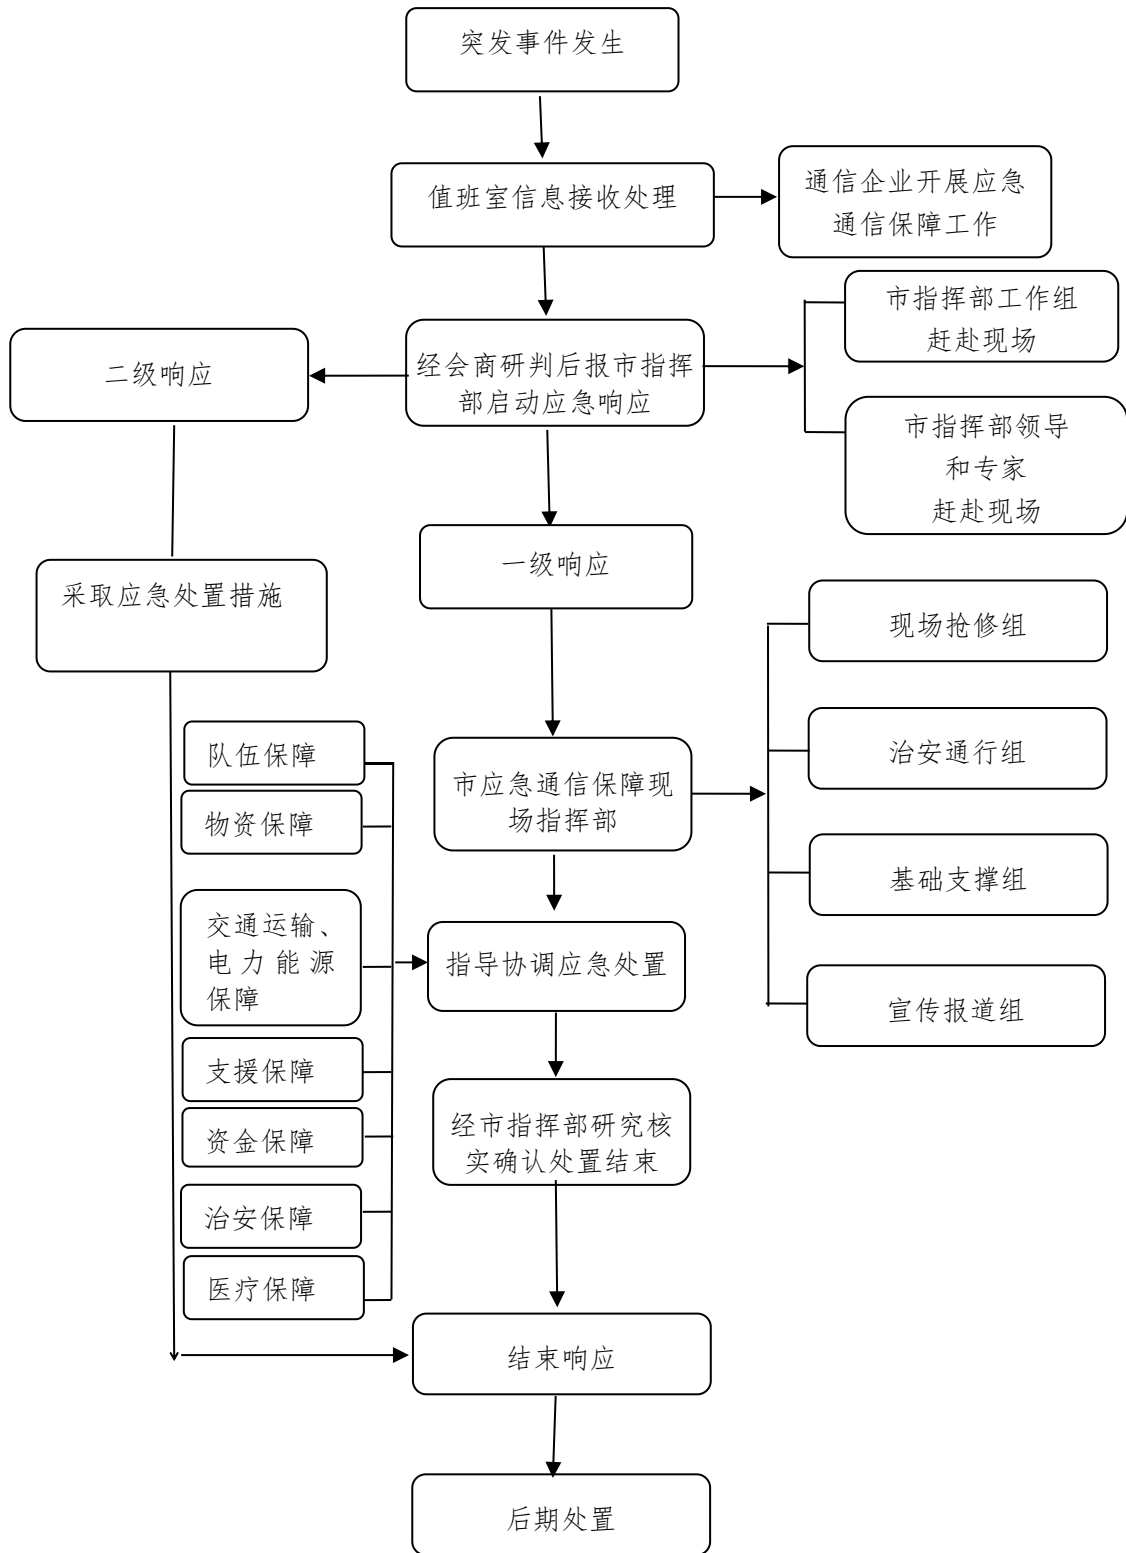 突发事件发生
值班室信息接收处理
通信企业开展应急
通信保障工作
市指挥部工作组
赶赴现场
二级响应
经会商研判后报市指挥
部启动应急响应
市指挥部领导
和专家
赶赴现场
一级响应
采取应急处置措施
现场抢修组
队伍保障
市应急通信保障现
场指挥部
治安通行组
物资保障
基础支撑组
交通运输、
电力能源
保障
指导协调应急处置
宣传报道组
支援保障
经市指挥部研究核
实确认处置结束
资金保障
治安保障
医疗保障
结束响应
后期处置